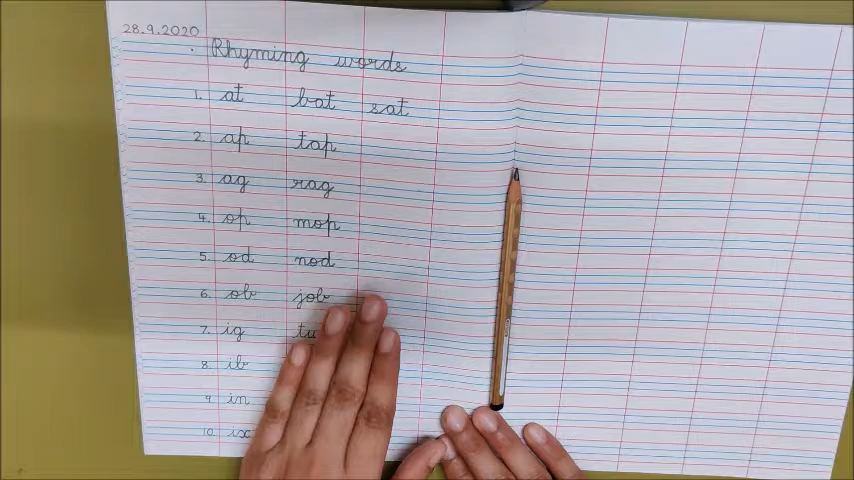 28.9.2020
Rhyming words
1. at bat sat
2. ap tap
3. ag rag
4. op mop
5. od nod
6. ob job
7. ig
8. ib
9. in
10. ix